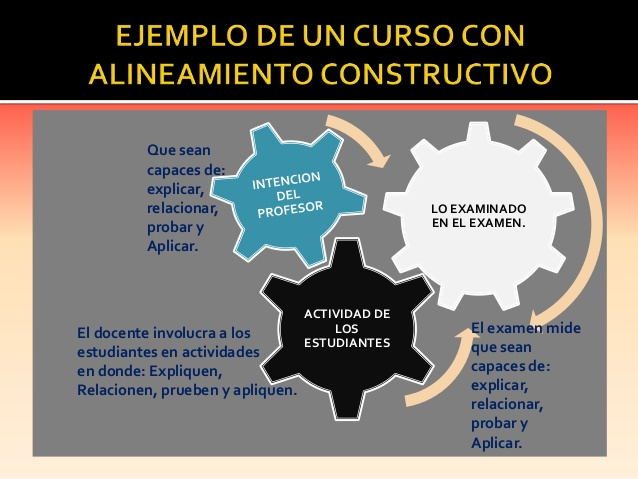 EJEMPLO DE UN CURSO CON
ALINEAMIENTO CONSTRUCTIVO
Que sean
capaces de:
explicar,
relacionar,
probar y
Aplicar.
INTENCION
DEL
PROFESOR
LO EXAMINADO
EN EL EXAMEN.
ACTIVIDAD DE
LOS
ESTUDIANTES
El docente involucra a los
estudiantes en actividades
en donde: Expliquen,
Relacionen, prueben y apliquen.
El examen mide
que sean
capaces de:
explicar,
relacionar,
probar y
Aplicar.